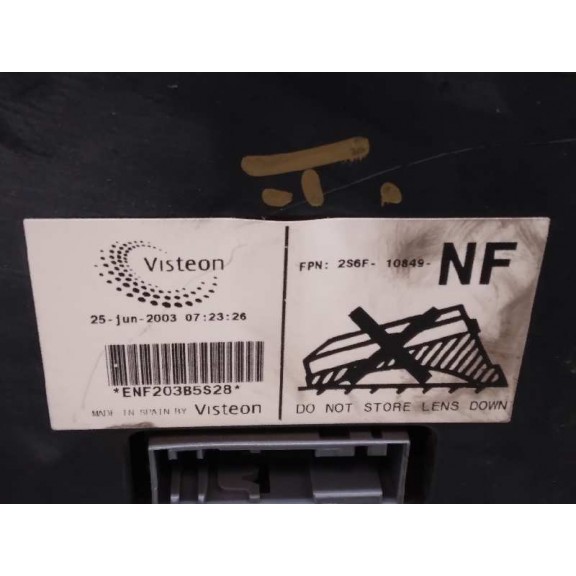 Visteon
25-jun-2003 07:23:26
*ENF203B5S28*
MADE IN SPAIN BY Visteon
FPN: 2S6F- 10849- NF
DO NOT STORE LENS DOWN